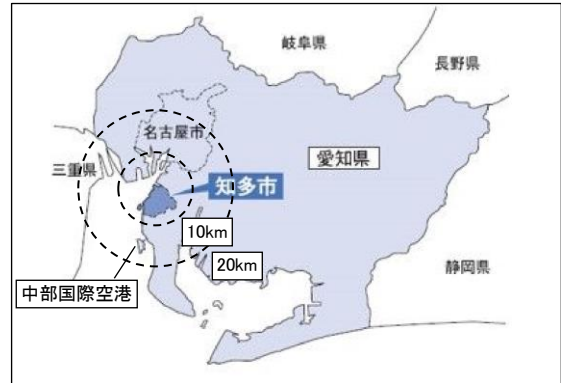 岐阜県
長野県
名古屋市
三重県
愛知県
知多市
10km
20km
静岡県
中部国際空港